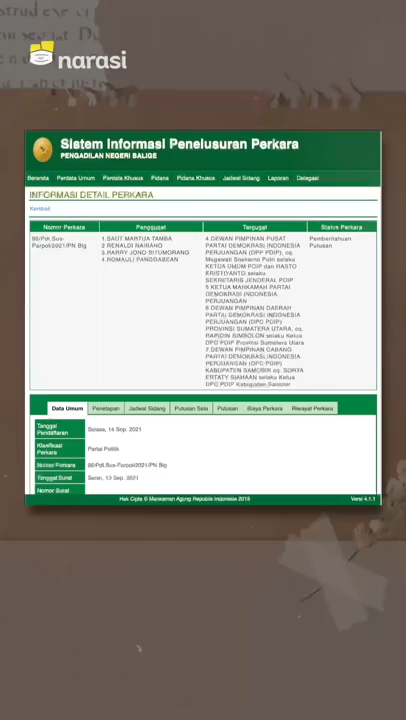 narasi
Sistem Informasi Penelusuran Perkara
PENGADILAN NEGERI BALIGE
Beranda Perdata Umum Perdata Khusus Pidana Pidana Khusus Jadwal Sidang Laporan Delegasi
INFORMASI DETAIL PERKARA
Kembali
Nomor Perkara Penggugat Tergugat Status Perkara
96/Pdt.Sus-
Parpol/2021/PN Blg
1.SAUT MARTUA TAMBA
2.RENALDI NAIBAHO
3.HARRY JONO SITUMORANG
4.ROMAULI PANGGABEAN
4.DEWAN PIMPINAN PUSAT
PARTAI DEMOKRASI INDONESIA
PERJUANGAN (DPP PDIP), cq.
Megawati Soekarno Putri selaku
KETUA UMUM PDIP dan HASTO
KRISTIYANTO selaku
SEKRETARIS JENDERAL PDIP
5.KETUA MAHKAMAH PARTAI
DEMOKRASI INDONESIA
PERJUANGAN
6.DEWAN PIMPINAN DAERAH
PARTAI DEMOKRASI INDONESIA
PERJUANGAN (DPD PDIP)
PROVINSI SUMATERA UTARA, cq.
RAPIDIN SIMBOLON selaku Ketua
DPD PDIP Provinsi Sumatera Utara
7.DEWAN PIMPINAN CABANG
PARTAI DEMOKRASI INDONESIA
PERJUANGAN (DPC-PDIP)
KABUPATEN SAMOSIR cq. SORTA
ERTATY SIAHAAN selaku Ketua
DPC PDIP Kabupaten Samosir
Pemberitahuan
Putusan
Data Umum Penetapan Jadwal Sidang Putusan Sela Putusan Biaya Perkara Riwayat Perkara
Tanggal
Pendaftaran
Selasa, 14 Sep. 2021
Klasifikasi
Perkara
Partai Politik
Nomor Perkara 96/Pdt.Sus-Parpol/2021/PN Blg
Tanggal Surat Senin, 13 Sep. 2021
Nomor Surat
Hak Cipta © Mahkamah Agung Republik Indonesia 2015 Versi 4.1.1